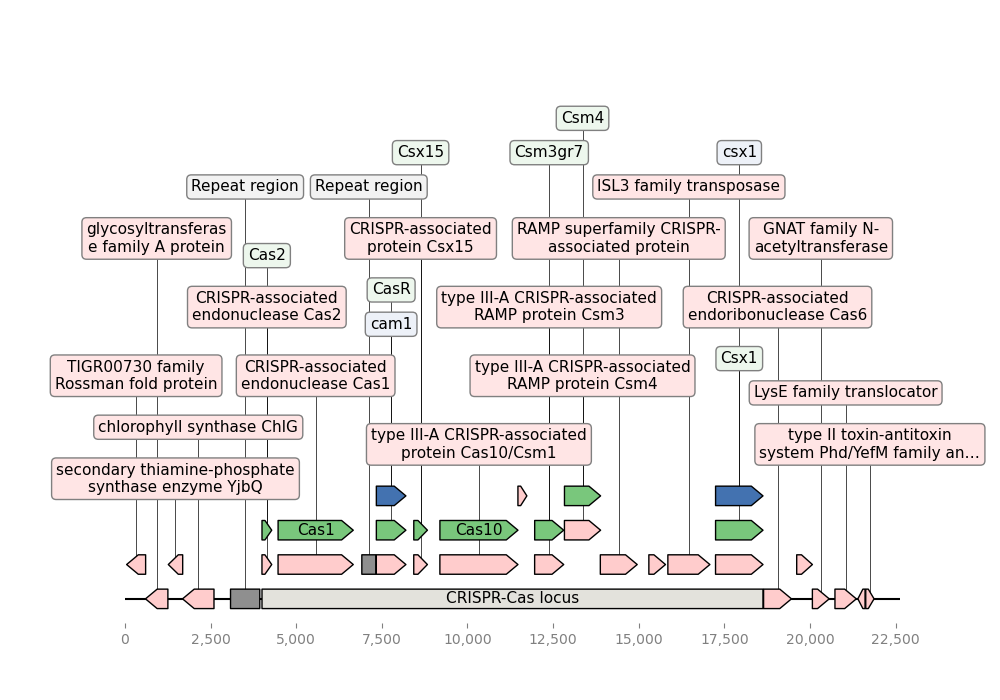 Csm4
Csx15
Csm3gr7
csx1
Repeat region
Repeat region
ISL3 family transposase
glycosyltransferas
e family A protein
CRISPR-associated
protein Csx15
RAMP superfamily CRISPR-
associated protein
GNAT family N-
acetyltransferase
Cas2
CasR
CRISPR-associated
endonuclease Cas2
type III-A CRISPR-associated
RAMP protein Csm3
CRISPR-associated
endoribonuclease Cas6
cam1
Csx1
TIGR00730 family
Rossman fold protein
CRISPR-associated
endonuclease Cas1
type III-A CRISPR-associated
RAMP protein Csm4
LysE family translocator
chlorophyll synthase ChlG
type III-A CRISPR-associated
protein Cas10/Csm1
type II toxin-antitoxin
system Phd/YefM family an...
secondary thiamine-phosphate
synthase enzyme YjbQ
Cas1
Cas10
CRISPR-Cas locus
0 2,500 5,000 7,500 10,000 12,500 15,000 17,500 20,000 22,500